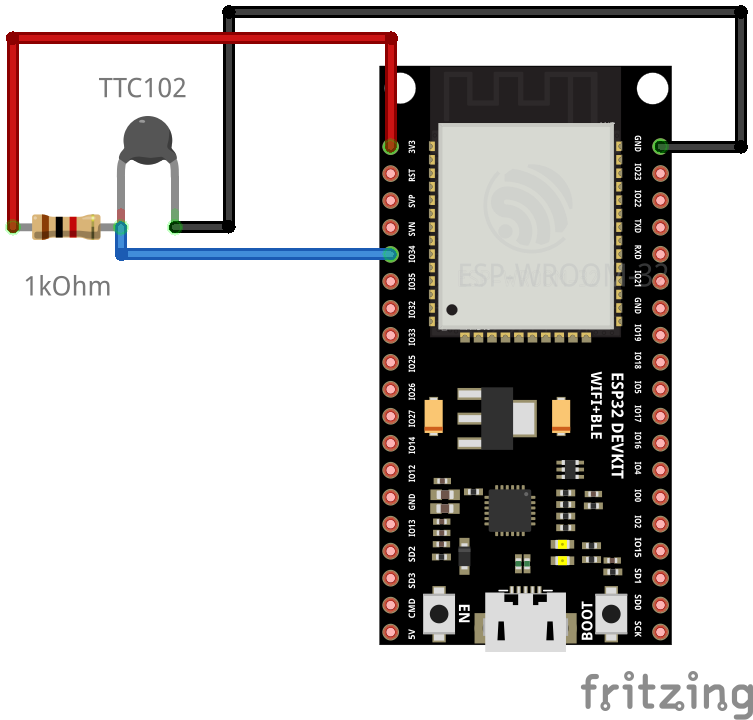 TTC102
1kOhm
3V3
RST
SVP
SVN
IO34
IO35
IO32
IO33
IO25
IO26
IO27
IO14
IO12
GND
IO13
SD2
SD3
CMD
5V
GND
IO23
IO22
TXD
RXD
IO21
GND
IO19
IO18
IO5
IO17
IO16
IO4
IO0
IO2
IO15
SD1
SD0
SCK
ESP-WROOM-32
ESP32 DEVKIT
WIFI+BLE
EN
BOOT
fritzing